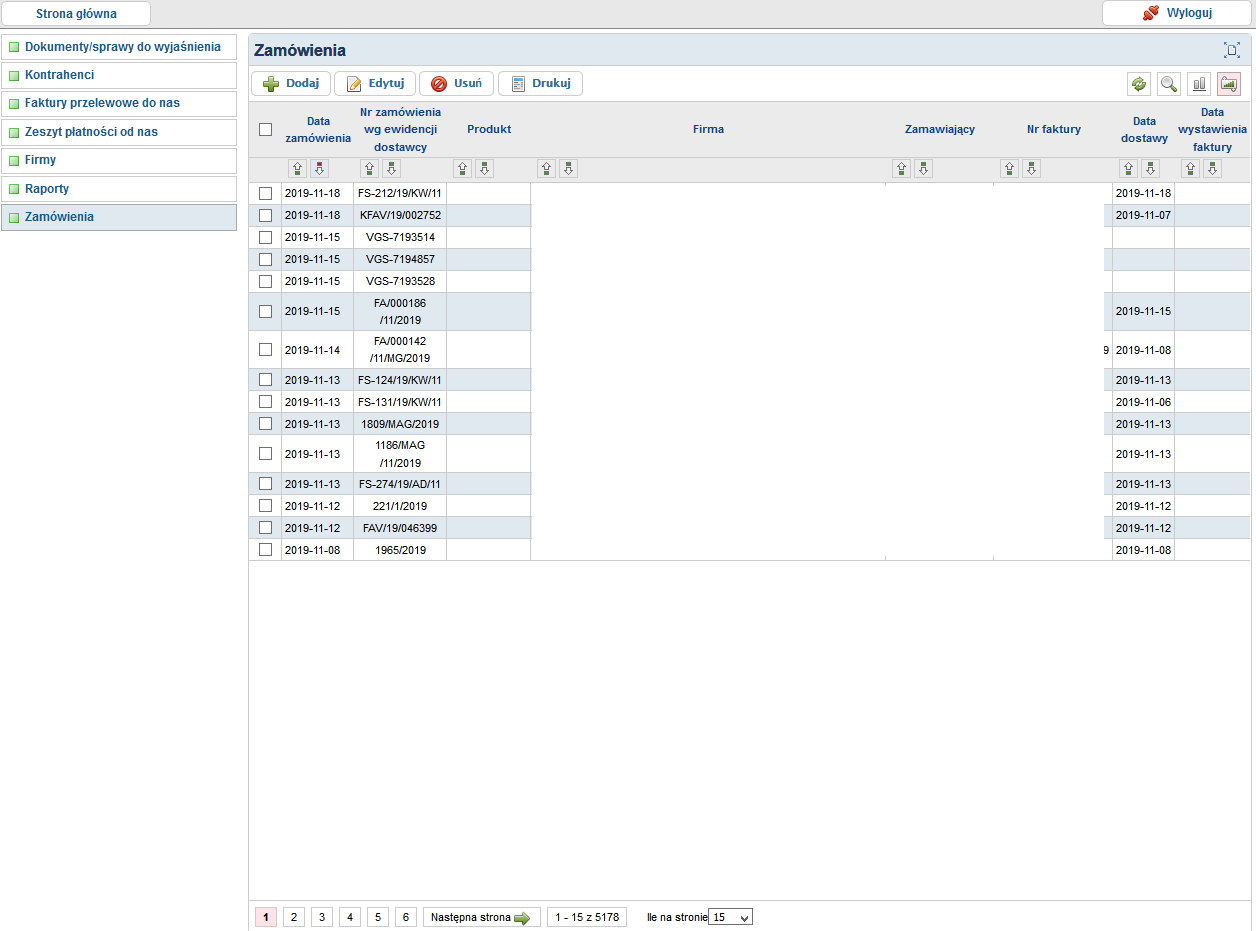 Strona główna
Wyloguj
Dokumenty/sprawy do wyjaśnienia
Kontrahenci
Faktury przelewowe do nas
Zeszyt płatności od nas
Firmy
Raporty
Zamówienia
Zamówienia
Dodaj Edytuj Usuń Drukuj
Data zamówienia
Nr zamówienia wg ewidencji dostawcy
Produkt
Firma
Zamawiający
Nr faktury
Data dostawy
Data wystawienia faktury
2019-11-18 FS-212/19/KW/11 2019-11-18
2019-11-18 KFAV/19/002752 2019-11-07
2019-11-15 VGS-7193514
2019-11-15 VGS-7194857
2019-11-15 VGS-7193528
2019-11-15 FA/000186 /11/2019 2019-11-15
2019-11-14 FA/000142 /11/MG/2019 9 2019-11-08
2019-11-13 FS-124/19/KW/11 2019-11-13
2019-11-13 FS-131/19/KW/11 2019-11-06
2019-11-13 1809/MAG/2019 2019-11-13
2019-11-13 1186/MAG /11/2019 2019-11-13
2019-11-13 FS-274/19/AD/11 2019-11-13
2019-11-12 221/1/2019 2019-11-12
2019-11-12 FAV/19/046399 2019-11-12
2019-11-08 1965/2019 2019-11-08
1 2 3 4 5 6 Następna strona 1 - 15 z 5178 Ile na stronie 15